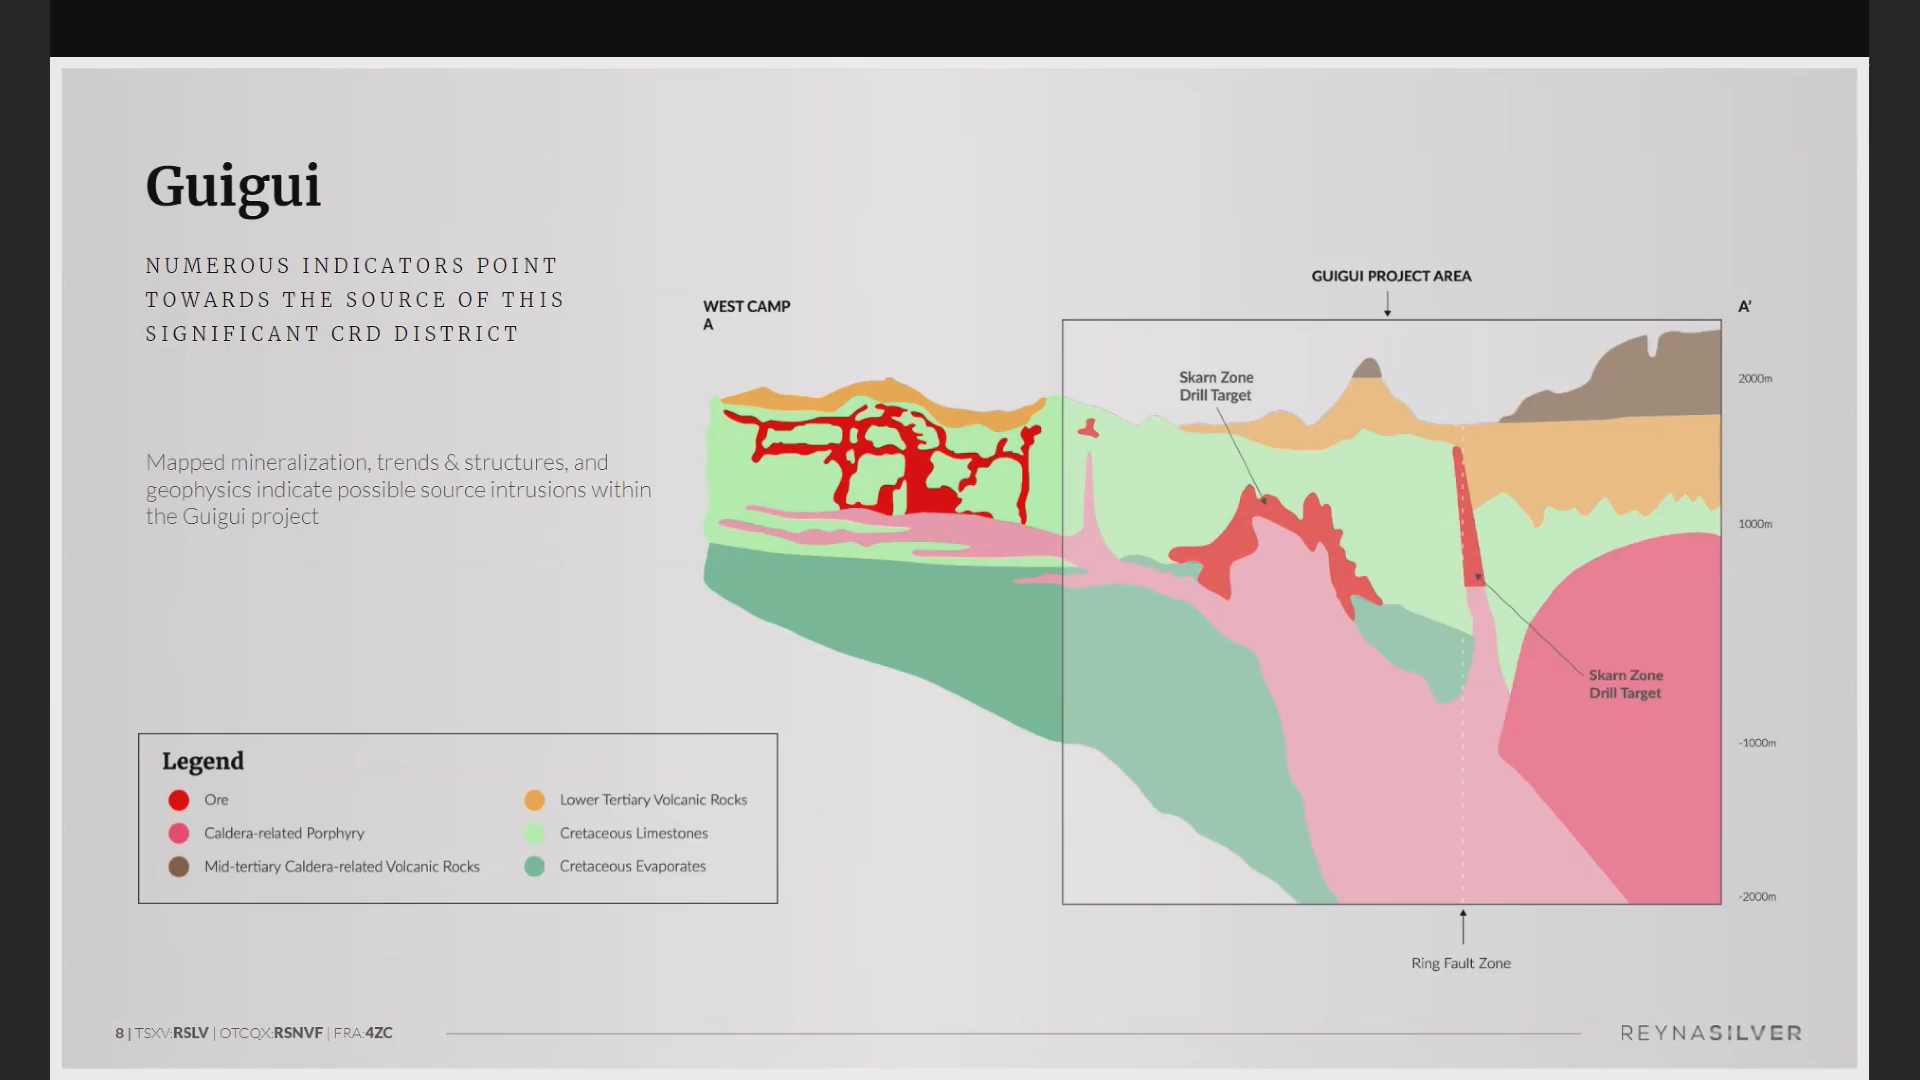 Guigui
NUMEROUS INDICATORS POINT
TOWARDS THE SOURCE OF THIS
SIGNIFICANT CRD DISTRICT
Mapped mineralization, trends & structures, and
geophysics indicate possible source intrusions within
the Guigui project
WEST CAMP
A
GUIGUI PROJECT AREA
A’
Skarn Zone
Drill Target
2000m
1000m
Skarn Zone
Drill Target
-1000m
-2000m
Ring Fault Zone
Legend
Ore
Caldera-related Porphyry
Mid-tertiary Caldera-related Volcanic Rocks
Lower Tertiary Volcanic Rocks
Cretaceous Limestones
Cretaceous Evaporates
8 | TSXV:RSLV | OTCQX:RSNVF | FRA:4ZC
REYNASILVER